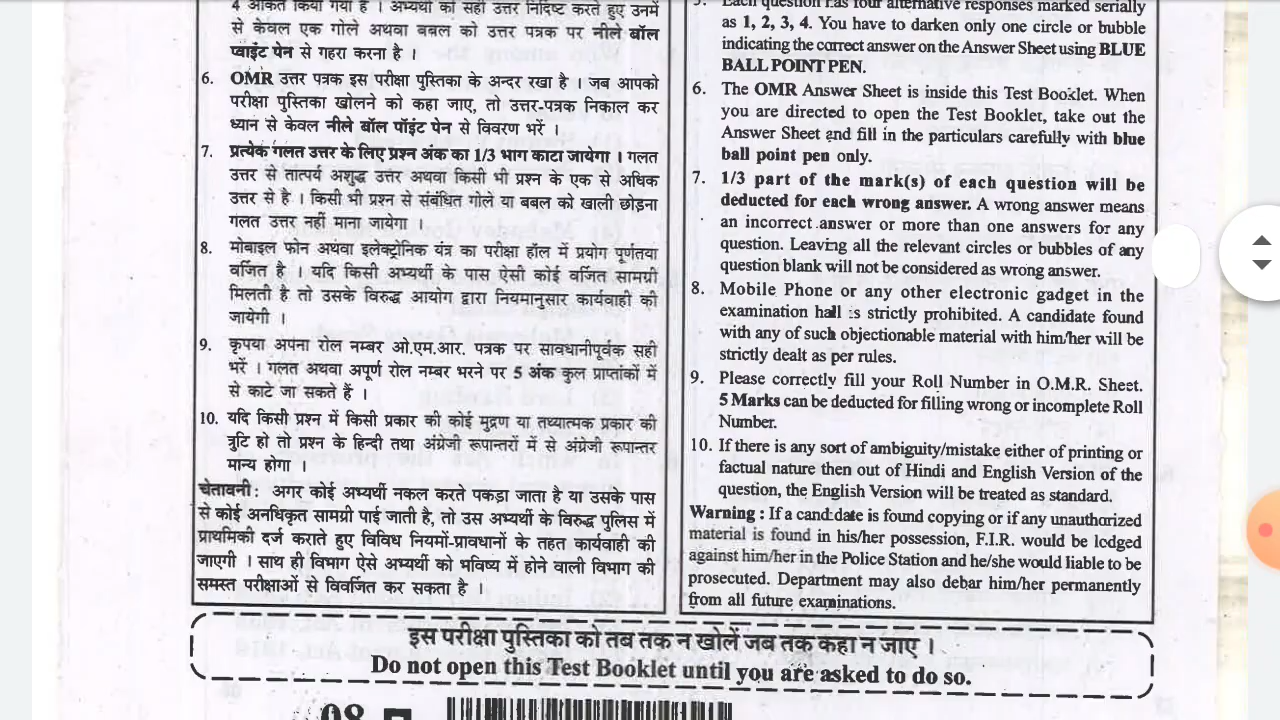 4 अंकित किया गया है । अभ्यर्थी को सही उत्तर निर्दिष्ट करते हुए उनमें
से केवल एक गोले अथवा बबल को उत्तर पत्रक पर नीले बॉल
प्वाइंट पेन से गहरा करना है ।
6. OMR उत्तर पत्रक इस परीक्षा पुस्तिका के अन्दर रखा है । जब आपको
परीक्षा पुस्तिका खोलने को कहा जाए, तो उत्तर-पत्रक निकाल कर
ध्यान से केवल नीले बॉल पॉइंट पेन से विवरण भरें ।
7. प्रत्येक गलत उत्तर के लिए प्रश्न अंक का 1/3 भाग काटा जायेगा । गलत
उत्तर से तात्पर्य अशुद्ध उत्तर अथवा किसी भी प्रश्न के एक से अधिक
उत्तर से है । किसी भी प्रश्न से संबंधित गोले या बबल को खाली छोड़ना
गलत उत्तर नहीं माना जायेगा ।
8. मोबाइल फोन अथवा इलेक्ट्रोनिक यंत्र का परीक्षा हॉल में प्रयोग पूर्णतया
वर्जित है । यदि किसी अभ्यर्थी के पास ऐसी कोई वर्जित सामग्री
मिलती है तो उसके विरुद्ध आयोग द्वारा नियमानुसार कार्यवाही की
जायेगी ।
9. कृपया अपना रोल नम्बर ओ.एम.आर. पत्रक पर सावधानीपूर्वक सही
भरें । गलत अथवा अपूर्ण रोल नम्बर भरने पर 5 अंक कुल प्राप्तांकों में
से काटे जा सकते हैं ।
10. यदि किसी प्रश्न में किसी प्रकार की कोई मुद्रण या तथ्यात्मक प्रकार की
त्रुटि हो तो प्रश्न के हिन्दी तथा अंग्रेजी रूपान्तरों में से अंग्रेजी रूपान्तर
मान्य होगा ।
चेतावनी: अगर कोई अभ्यर्थी नकल करते पकड़ा जाता है या उसके पास
से कोई अनधिकृत सामग्री पाई जाती है, तो उस अभ्यर्थी के विरुद्ध पुलिस में
प्राथमिकी दर्ज कराते हुए विविध नियमों-प्रावधानों के तहत कार्यवाही की
जाएगी । साथ ही विभाग ऐसे अभ्यर्थी को भविष्य में होने वाली विभाग की
समस्त परीक्षाओं से विवर्जित कर सकता है ।
5. Each question has four alternative responses marked serially
as 1, 2, 3, 4. You have to darken only one circle or bubble
indicating the correct answer on the Answer Sheet using BLUE
BALL POINT PEN.
6. The OMR Answer Sheet is inside this Test Booklet. When
you are directed to open the Test Booklet, take out the
Answer Sheet and fill in the particulars carefully with blue
ball point pen only.
7. 1/3 part of the mark(s) of each question will be
deducted for each wrong answer. A wrong answer means
an incorrect answer or more than one answers for any
question. Leaving all the relevant circles or bubbles of any
question blank will not be considered as wrong answer.
8. Mobile Phone or any other electronic gadget in the
examination hall is strictly prohibited. A candidate found
with any of such objectionable material with him/her will be
strictly dealt as per rules.
9. Please correctly fill your Roll Number in O.M.R. Sheet.
5 Marks can be deducted for filling wrong or incomplete Roll
Number.
10. If there is any sort of ambiguity/mistake either of printing or
factual nature then out of Hindi and English Version of the
question, the English Version will be treated as standard.
Warning : If a candidate is found copying or if any unauthorized
material is found in his/her possession, F.I.R. would be lodged
against him/her in the Police Station and he/she would liable to be
prosecuted. Department may also debar him/her permanently
from all future examinations.
इस परीक्षा पुस्तिका को तब तक न खोलें जब तक कहा न जाए ।
Do not open this Test Booklet until you are asked to do so.
08